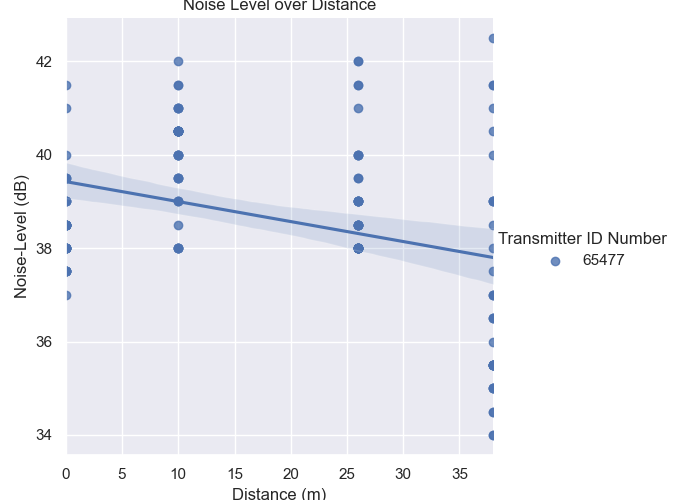 Noise Level over Distance
42
40
38
36
34
Noise-Level (dB)
0 5 10 15 20 25 30 35
Distance (m)
Transmitter ID Number
65477